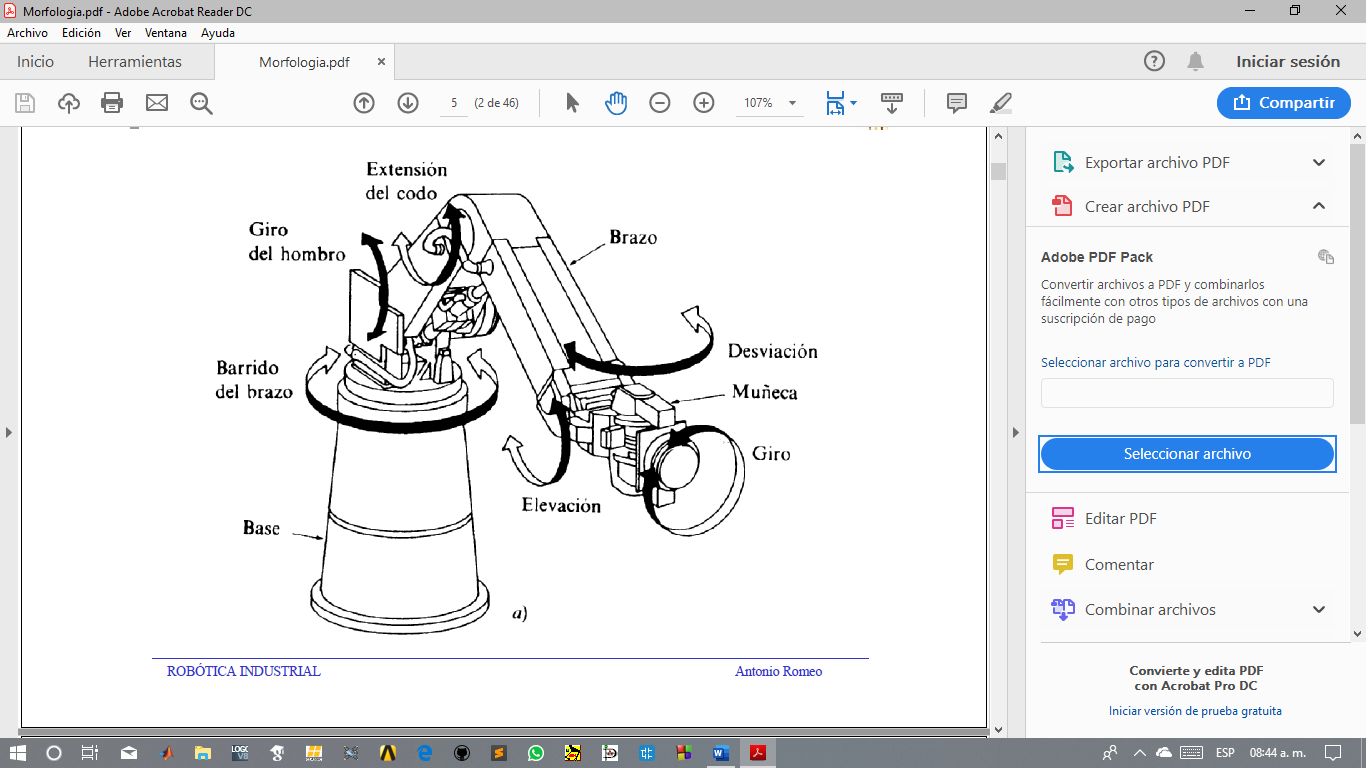 Morfologia.pdf - Adobe Acrobat Reader DC
Archivo Edición Ver Ventana Ayuda
Inicio Herramientas Morfologia.pdf × Iniciar sesión
5 (2 de 46) 107% Compartir
Extensión
del codo
Giro
del hombro
Brazo
Barrido
del brazo
Desviación
Muñeca
Giro
Elevación
Base
a)
ROBÓTICA INDUSTRIAL Antonio Romeo
Exportar archivo PDF
Crear archivo PDF
Adobe PDF Pack
Convertir archivos a PDF y combinarlos
fácilmente con otros tipos de archivos con una
suscripción de pago
Seleccionar archivo para convertir a PDF
Seleccionar archivo
Editar PDF
Comentar
Combinar archivos
Convierte y edita PDF
con Acrobat Pro DC
Iniciar versión de prueba gratuita
ESP 08:44 a. m.